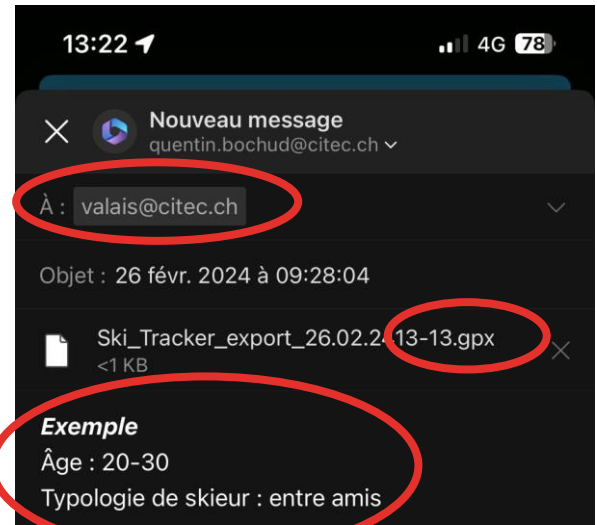 13:22 4G 78
Nouveau message
quentin.bochud@citec.ch
À : valais@citec.ch
Objet : 26 févr. 2024 à 09:28:04
Ski_Tracker_export_26.02.2413-13.gpx
<1 KB
Exemple
Âge : 20-30
Typologie de skieur : entre amis